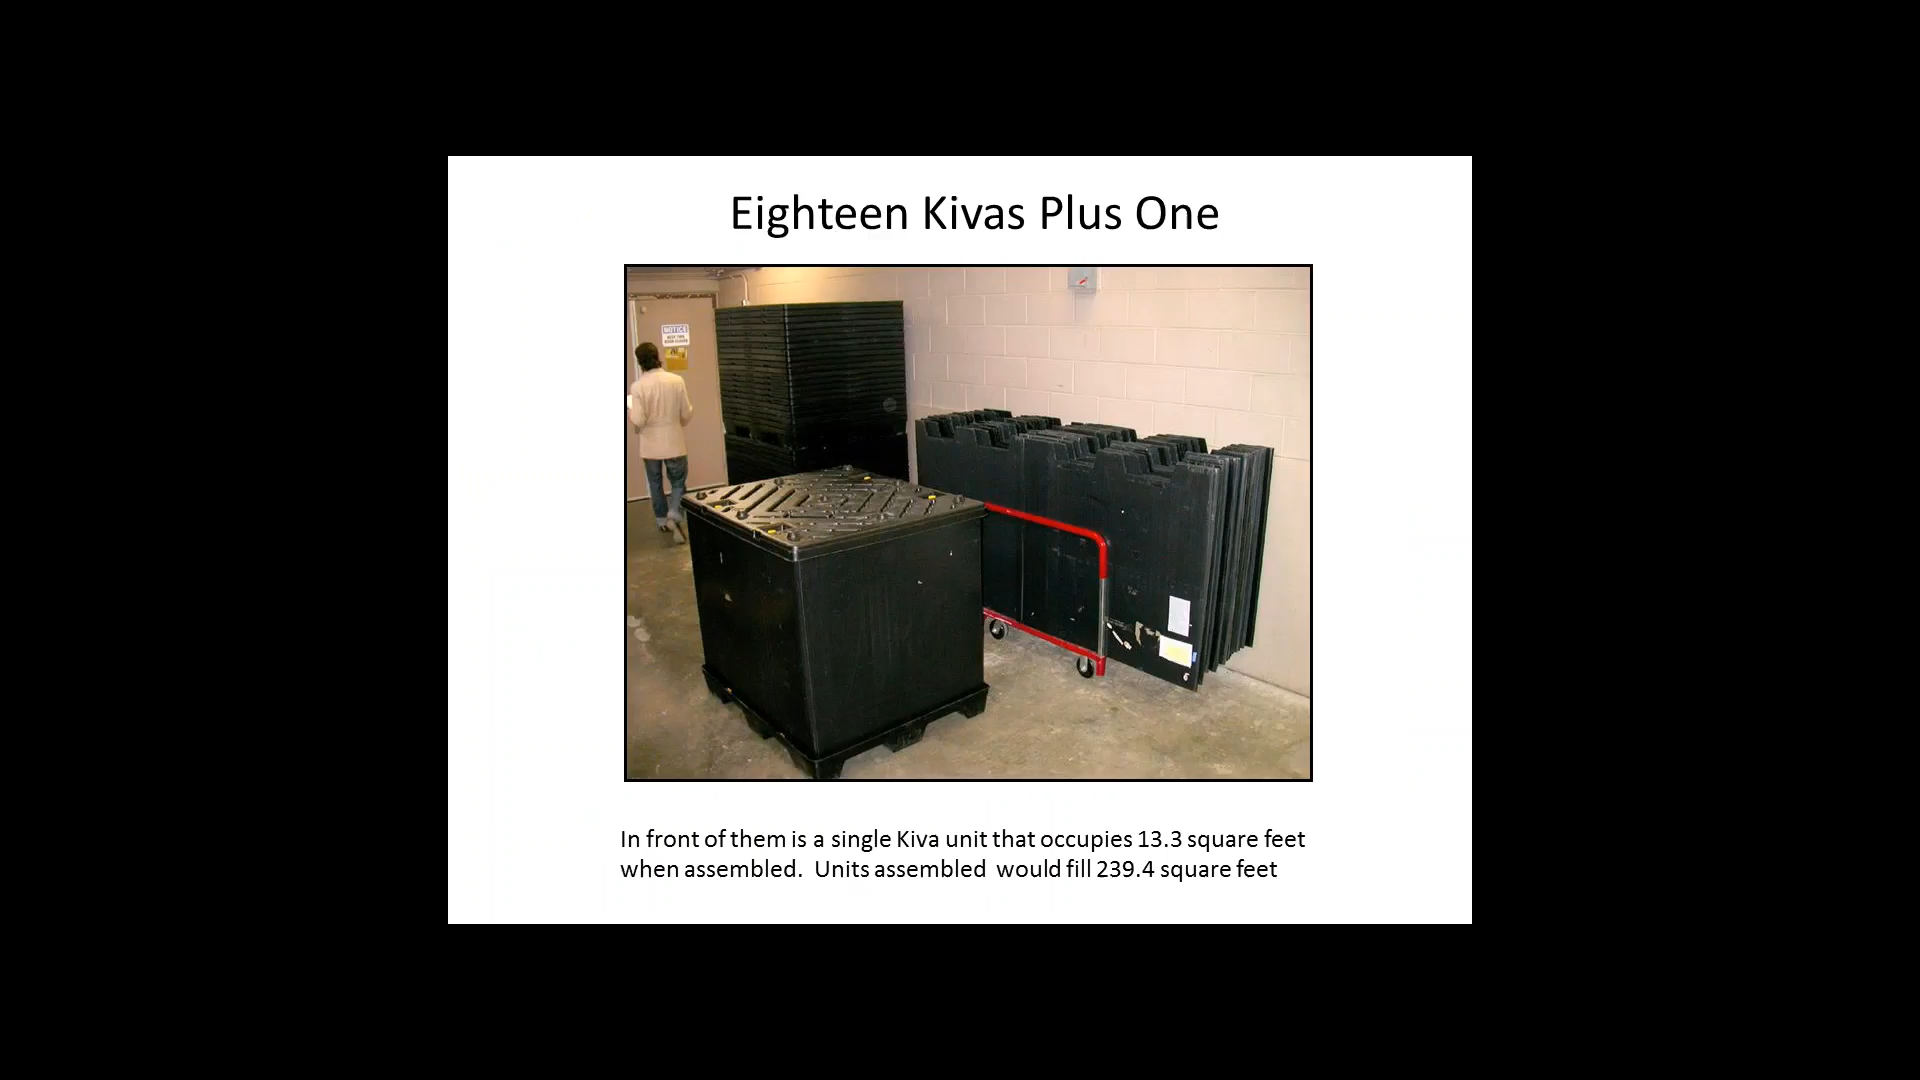 Eighteen Kivas Plus One
NOTICE
In front of them is a single Kiva unit that occupies 13.3 square feet
when assembled. Units assembled would fill 239.4 square feet